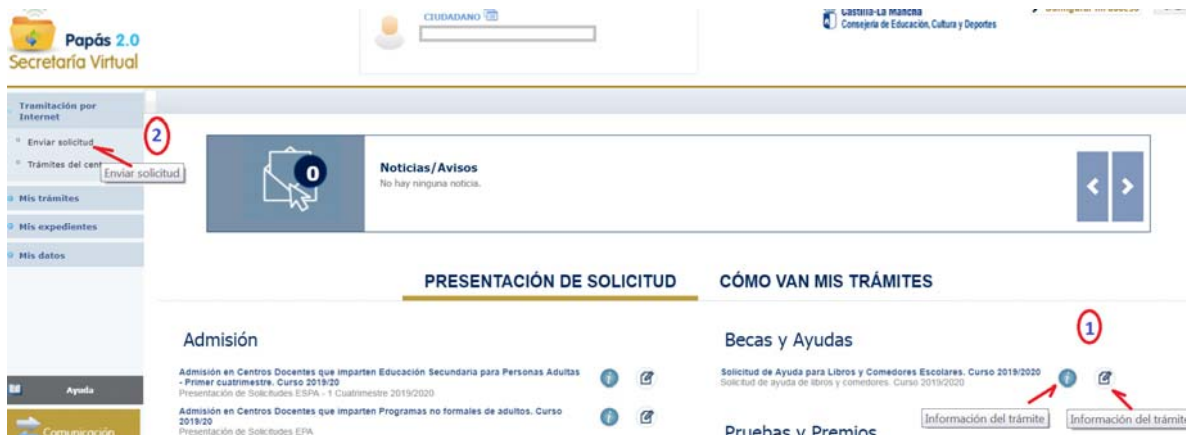 Papás 2.0
Secretaría Virtual
CIUDADANO
Castilla-La Mancha
Consejería de Educación, Cultura y Deportes
Tramitación por
Internet
Enviar solicitud
2
Trámites del cent
Enviar solicitud
Mis trámites
Mis expedientes
Mis datos
Ayuda
Comunicación
0
Noticias/Avisos
No hay ninguna noticia.
PRESENTACIÓN DE SOLICITUD
CÓMO VAN MIS TRÁMITES
Admisión
Admisión en Centros Docentes que imparten Educación Secundaria para Personas Adultas
- Primer cuatrimestre. Curso 2019/20
Presentación de Solicitudes ESPA - 1 Cuatrimestre 2019/2020
Admisión en Centros Docentes que imparten Programas no formales de adultos. Curso
2019/20
Presentación de Solicitudes EPA
Becas y Ayudas
1
Solicitud de Ayuda para Libros y Comedores Escolares. Curso 2019/2020
Solicitud de ayuda de libros y comedores. Curso 2019/2020
Información del trámite
Información del trámite
Pruebas y Premios